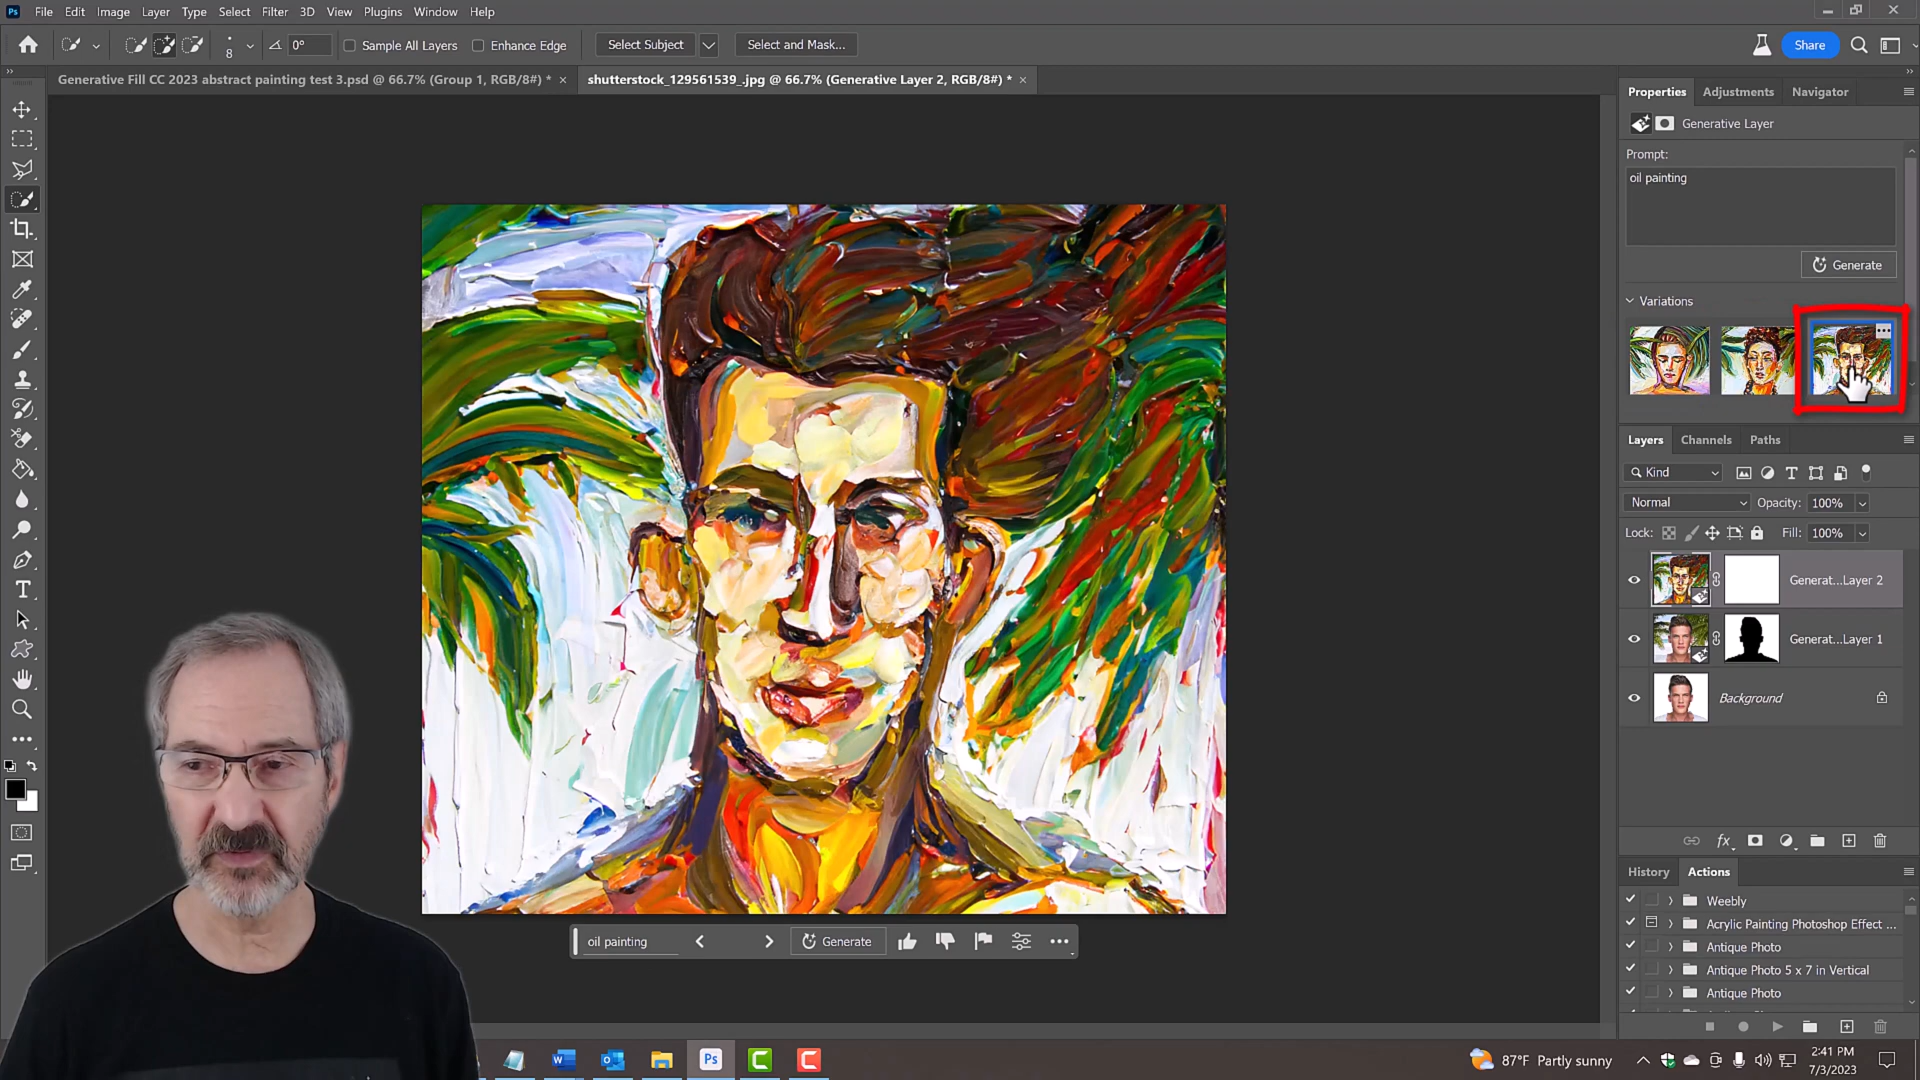 Ps File Edit Image Layer Type Select Filter 3D View Plugins Window Help
8 0° Sample All Layers Enhance Edge Select Subject Select and Mask... Share
Generative Fill CC 2023 abstract painting test 3.psd @ 66.7% (Group 1, RGB/8#) * ×
shutterstock_129561539_.jpg @ 66.7% (Generative Layer 2, RGB/8#) * ×
Properties Adjustments Navigator
Generative Layer
Prompt:
oil painting
Generate
Variations
Layers Channels Paths
Kind
Normal Opacity: 100%
Lock: Fill: 100%
Generat...Layer 2
Generat...Layer 1
Background
fx
History Actions
Weebly
Acrylic Painting Photoshop Effect ...
Antique Photo
Antique Photo 5 x 7 in Vertical
Antique Photo
oil painting Generate
87°F Partly sunny
2:41 PM
7/3/2023